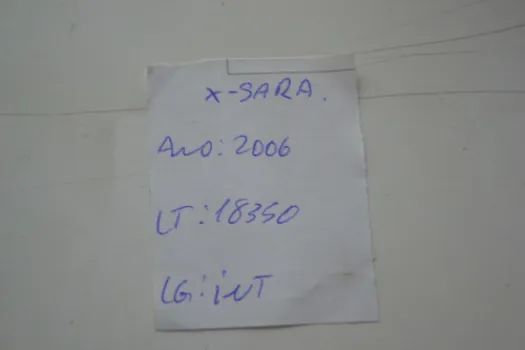 X-SARA.
AnO: 2006
LT: 18350
LG: inT